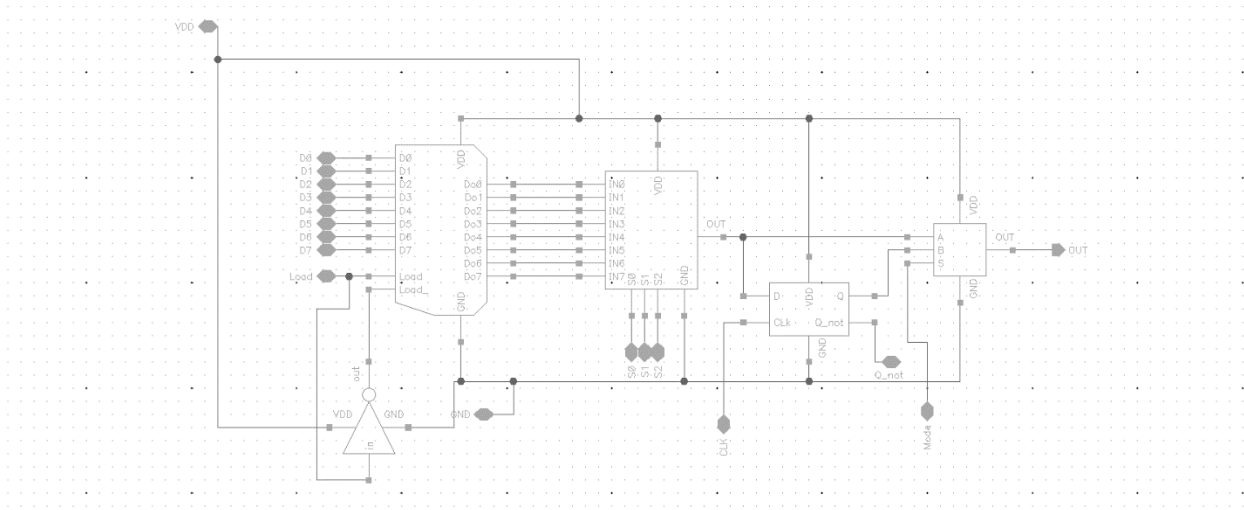 VDD
VDD
VDD
VDD
VDD
D0 D0 Do0 IN0
D1 D1 Do1 IN1
D2 D2 Do2 IN2
D3 D3 Do3 IN3
D4 D4 Do4 IN4
D5 D5 Do5 IN5
D6 D6 Do6 IN6
D7 D7 Do7 IN7
OUT
A OUT OUT
B
S
Load Load
Load_
GND
S0 S1 S2 GND
GND
D Q
CLk Q_not
GND
S0 S1 S2
Q_not
out
VDD GND
GND
in
CLK
Mode